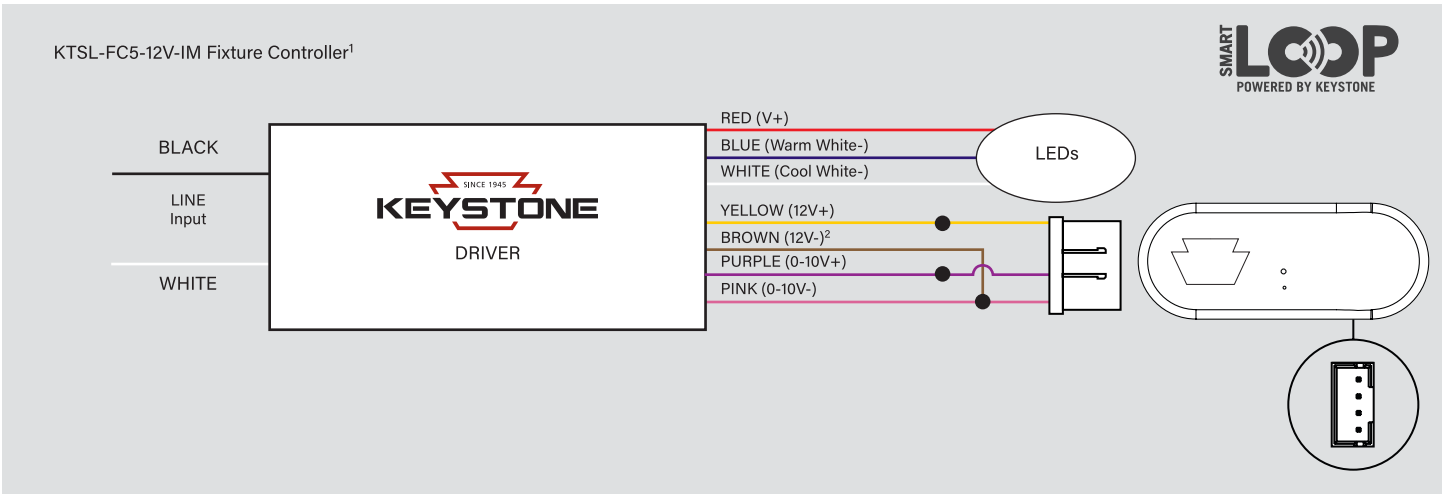 KTSL-FC5-12V-IM Fixture Controller¹
SMART
LOOP
POWERED BY KEYSTONE
BLACK
LINE
Input
WHITE
SINCE 1945
KEYSTONE
DRIVER
RED (V+)
BLUE (Warm White-)
WHITE (Cool White-)
YELLOW (12V+)
BROWN (12V-)²
PURPLE (0-10V+)
PINK (0-10V-)
LEDs